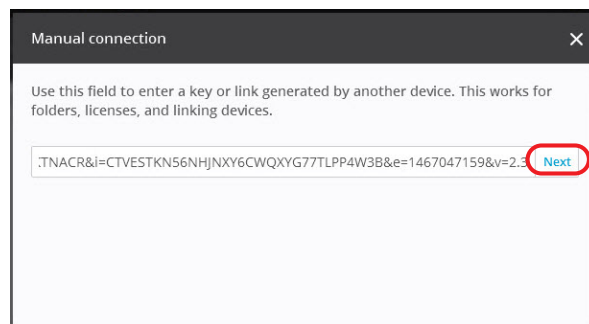 Manual connection
Use this field to enter a key or link generated by another device. This works for
folders, licenses, and linking devices.
:TNACR&i=CTVESTKN56NHJNXY6CWQXYG77TLPP4W3B&e=1467047159&v=2.3 Next